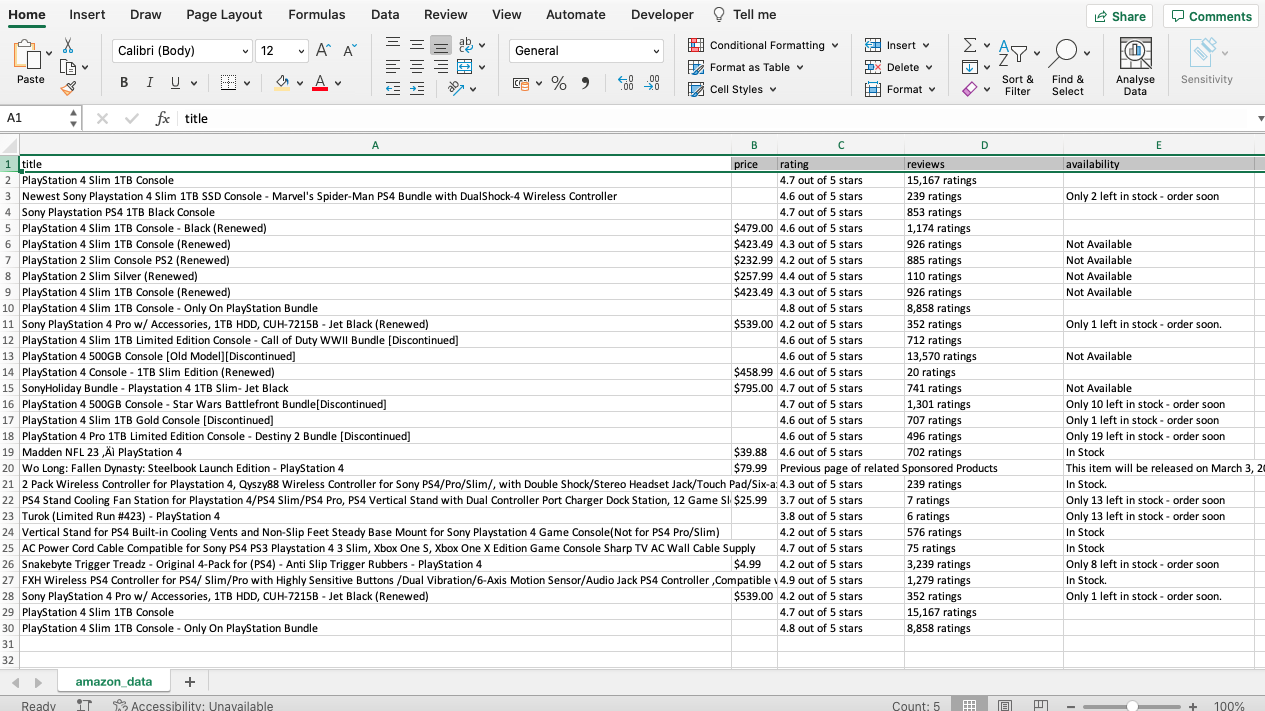 Home Insert Draw Page Layout Formulas Data Review View Automate Developer Tell me Share Comments
Paste Calibri (Body) 12 A A ab General Conditional Formatting Insert Sort & Filter Find & Select Analyse Data Sensitivity
B I U A % Format as Table Delete
Cell Styles Format
A1 fx title
A B C D E
1 title price rating reviews availability
2 PlayStation 4 Slim 1TB Console 4.7 out of 5 stars 15,167 ratings
3 Newest Sony Playstation 4 Slim 1TB SSD Console - Marvel's Spider-Man PS4 Bundle with DualShock-4 Wireless Controller 4.6 out of 5 stars 239 ratings Only 2 left in stock - order soon
4 Sony Playstation PS4 1TB Black Console 4.7 out of 5 stars 853 ratings
5 PlayStation 4 Slim 1TB Console - Black (Renewed) $479.00 4.6 out of 5 stars 1,174 ratings
6 PlayStation 4 Slim 1TB Console (Renewed) $423.49 4.3 out of 5 stars 926 ratings Not Available
7 PlayStation 2 Slim Console PS2 (Renewed) $232.99 4.2 out of 5 stars 885 ratings Not Available
8 PlayStation 2 Slim Silver (Renewed) $257.99 4.4 out of 5 stars 110 ratings Not Available
9 PlayStation 4 Slim 1TB Console (Renewed) $423.49 4.3 out of 5 stars 926 ratings Not Available
10 PlayStation 4 Slim 1TB Console - Only On PlayStation Bundle 4.8 out of 5 stars 8,858 ratings
11 Sony PlayStation 4 Pro w/ Accessories, 1TB HDD, CUH-7215B - Jet Black (Renewed) $539.00 4.2 out of 5 stars 352 ratings Only 1 left in stock - order soon.
12 PlayStation 4 Slim 1TB Limited Edition Console - Call of Duty WWII Bundle [Discontinued] 4.6 out of 5 stars 712 ratings
13 PlayStation 4 500GB Console [Old Model][Discontinued] 4.6 out of 5 stars 13,570 ratings Not Available
14 PlayStation 4 Console - 1TB Slim Edition (Renewed) $458.99 4.6 out of 5 stars 20 ratings
15 SonyHoliday Bundle - Playstation 4 1TB Slim- Jet Black $795.00 4.7 out of 5 stars 741 ratings Not Available
16 PlayStation 4 500GB Console - Star Wars Battlefront Bundle[Discontinued] 4.7 out of 5 stars 1,301 ratings Only 10 left in stock - order soon
17 PlayStation 4 Slim 1TB Gold Console [Discontinued] 4.6 out of 5 stars 707 ratings Only 1 left in stock - order soon
18 PlayStation 4 Pro 1TB Limited Edition Console - Destiny 2 Bundle [Discontinued] 4.6 out of 5 stars 496 ratings Only 19 left in stock - order soon
19 Madden NFL 23 ‚Äì PlayStation 4 $39.88 4.6 out of 5 stars 702 ratings In Stock
20 Wo Long: Fallen Dynasty: Steelbook Launch Edition - PlayStation 4 $79.99 Previous page of related Sponsored Products This item will be released on March 3, 20
21 2 Pack Wireless Controller for Playstation 4, Qyszy88 Wireless Controller for Sony PS4/Pro/Slim/, with Double Shock/Stereo Headset Jack/Touch Pad/Six-a 4.3 out of 5 stars 239 ratings In Stock.
22 PS4 Stand Cooling Fan Station for Playstation 4/PS4 Slim/PS4 Pro, PS4 Vertical Stand with Dual Controller Port Charger Dock Station, 12 Game Sl $25.99 3.7 out of 5 stars 7 ratings Only 13 left in stock - order soon
23 Turok (Limited Run #423) - PlayStation 4 3.8 out of 5 stars 6 ratings Only 13 left in stock - order soon
24 Vertical Stand for PS4 Built-in Cooling Vents and Non-Slip Feet Steady Base Mount for Sony Playstation 4 Game Console(Not for PS4 Pro/Slim) 4.2 out of 5 stars 576 ratings In Stock
25 AC Power Cord Cable Compatible for Sony PS4 PS3 Playstation 4 3 Slim, Xbox One S, Xbox One X Edition Game Console Sharp TV AC Wall Cable Supply 4.7 out of 5 stars 75 ratings In Stock
26 Snakebyte Trigger Treadz - Original 4-Pack for (PS4) - Anti Slip Trigger Rubbers - PlayStation 4 $4.99 4.2 out of 5 stars 3,239 ratings Only 8 left in stock - order soon
27 FXH Wireless PS4 Controller for PS4/ Slim/Pro with Highly Sensitive Buttons /Dual Vibration/6-Axis Motion Sensor/Audio Jack PS4 Controller ,Compatible 4.9 out of 5 stars 1,279 ratings In Stock.
28 Sony PlayStation 4 Pro w/ Accessories, 1TB HDD, CUH-7215B - Jet Black (Renewed) $539.00 4.2 out of 5 stars 352 ratings Only 1 left in stock - order soon.
29 PlayStation 4 Slim 1TB Console 4.7 out of 5 stars 15,167 ratings
30 PlayStation 4 Slim 1TB Console - Only On PlayStation Bundle 4.8 out of 5 stars 8,858 ratings
31
32
amazon_data +
Ready Accessibility: Unavailable Count: 5 100%